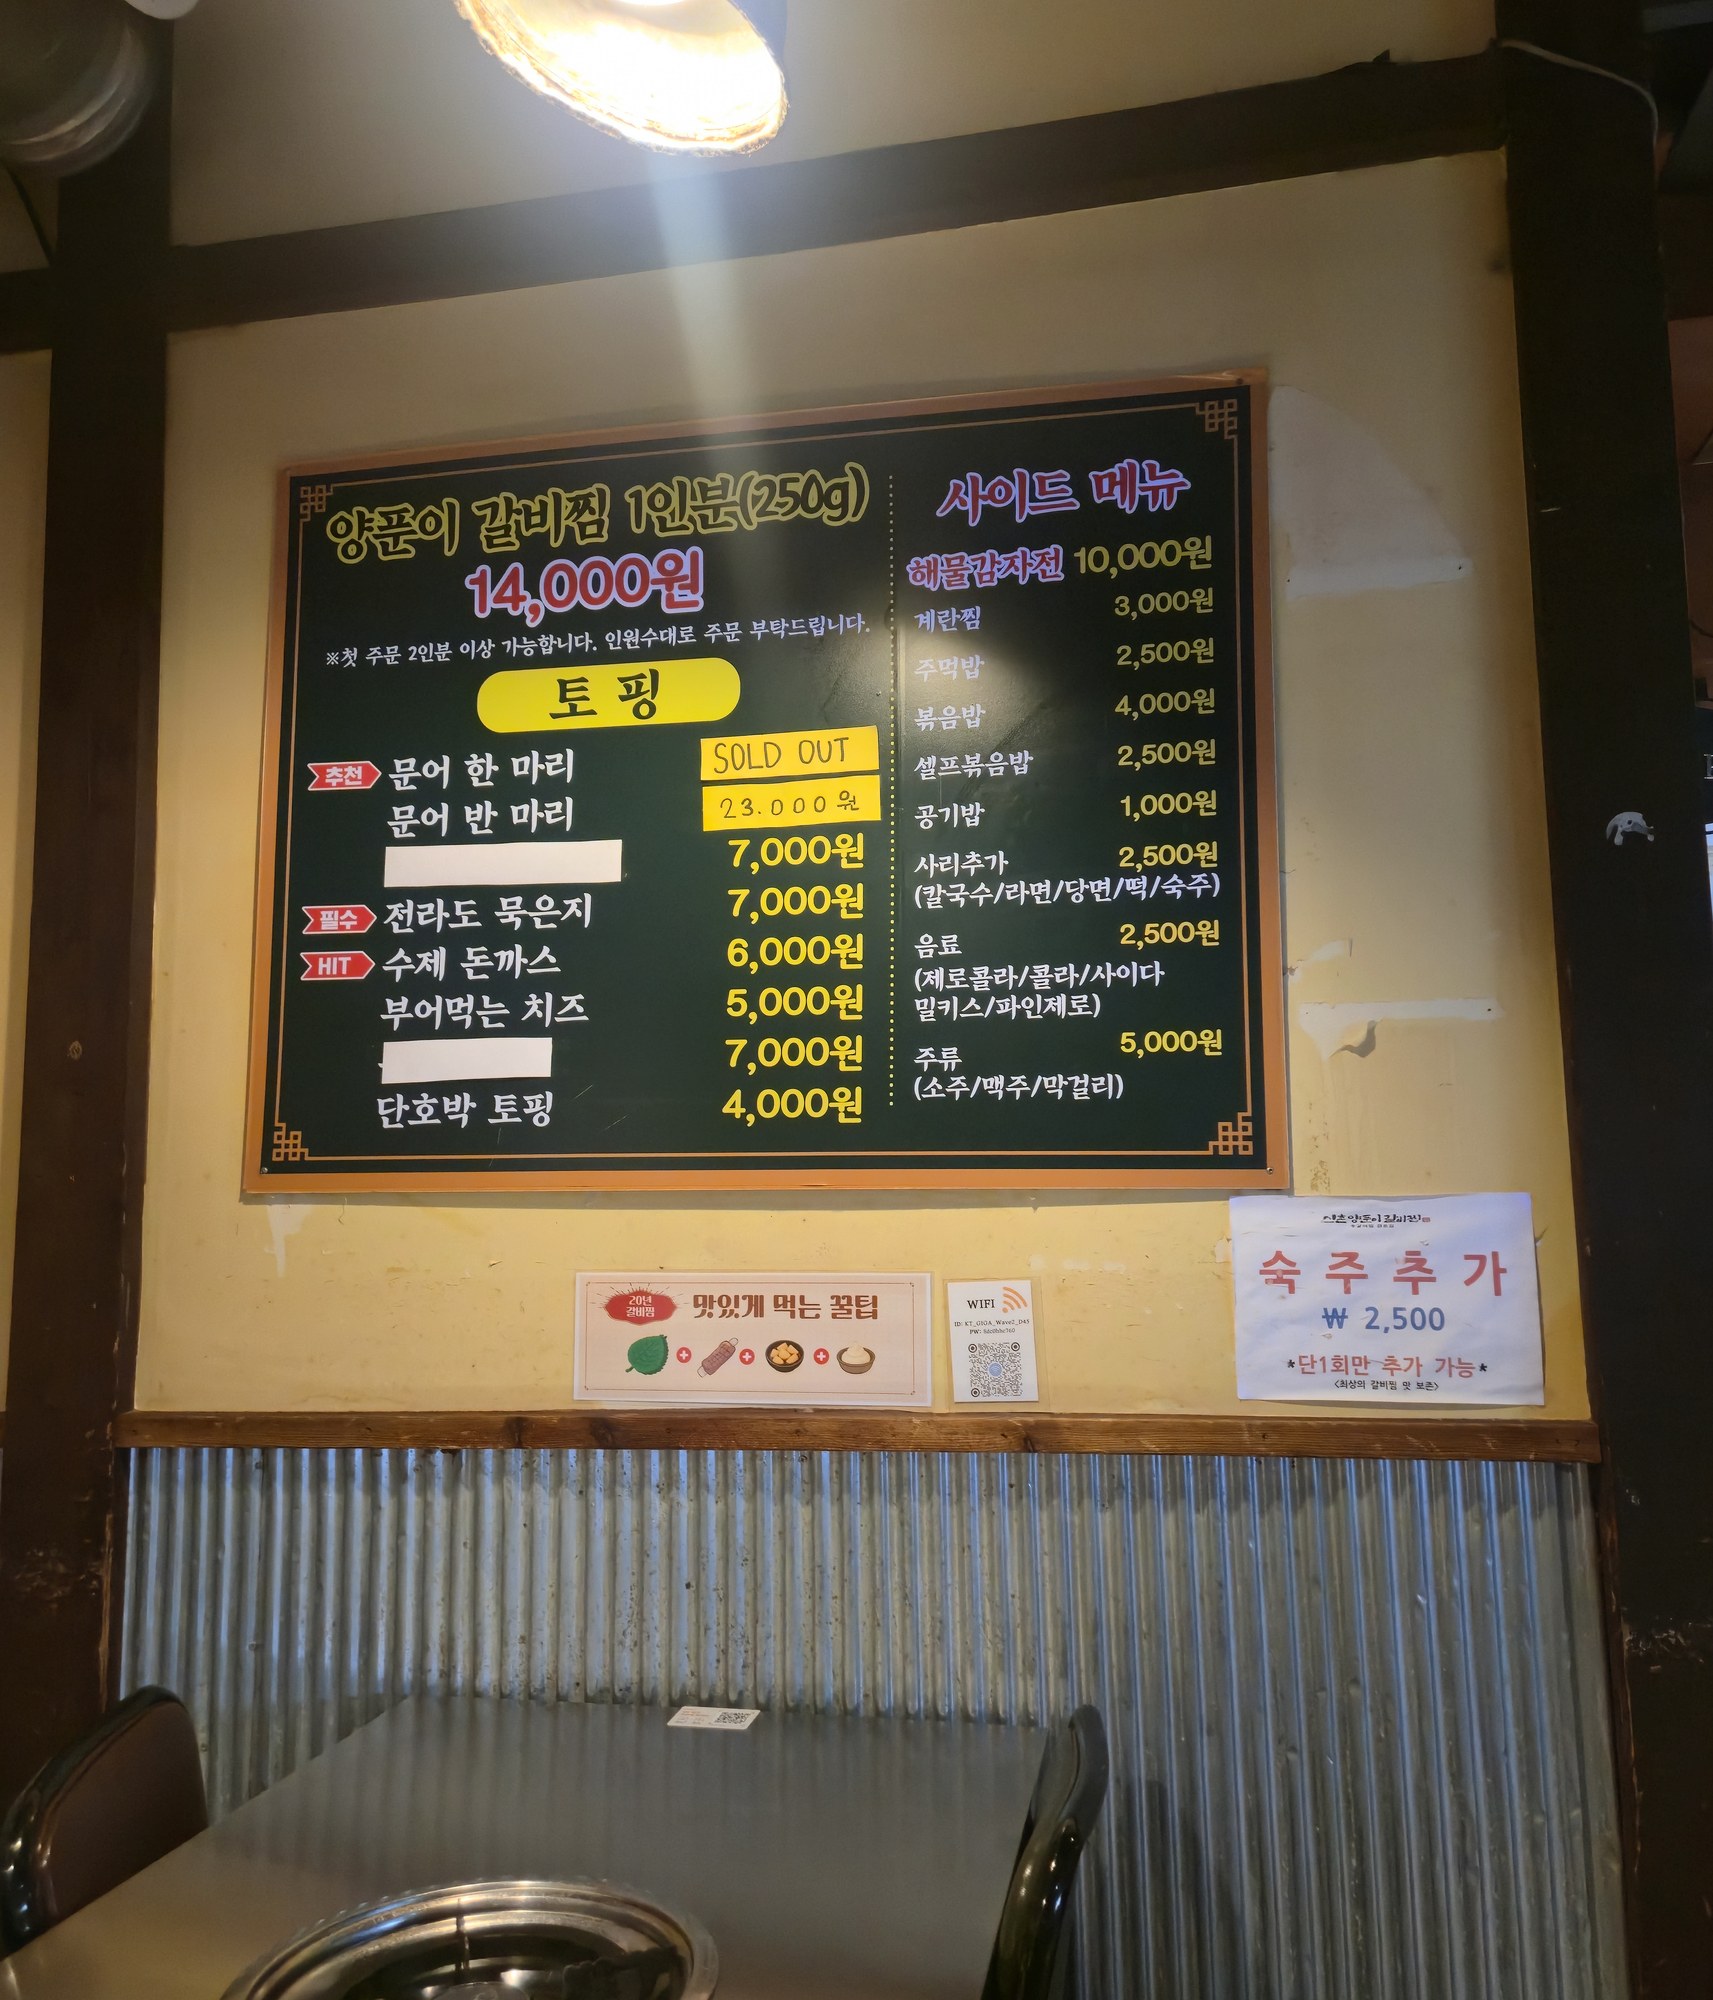 양푼이 갈비찜 1인분(250g)
14,000원
※첫 주문 2인분 이상 가능합니다. 인원수대로 주문 부탁드립니다.
토핑
추천 문어 한 마리 SOLD OUT
문어 반 마리 23.000원
7,000원
필수 전라도 묵은지 7,000원
HIT 수제 돈까스 6,000원
부어먹는 치즈 5,000원
7,000원
단호박 토핑 4,000원
사이드 메뉴
해물감자전 10,000원
계란찜 3,000원
주먹밥 2,500원
볶음밥 4,000원
셀프볶음밥 2,500원
공기밥 1,000원
사리추가 2,500원
(칼국수/라면/당면/떡/숙주)
음료 2,500원
(제로콜라/콜라/사이다
밀키스/파인제로)
주류 5,000원
(소주/맥주/막걸리)
20년
갈비찜
맛있게 먹는 꿀팁
WIFI
ID: KT_GIGA_Wave2_D45
숙주추가
₩ 2,500
*단1회만 추가 가능*
<최상의 갈비찜 맛 보존>